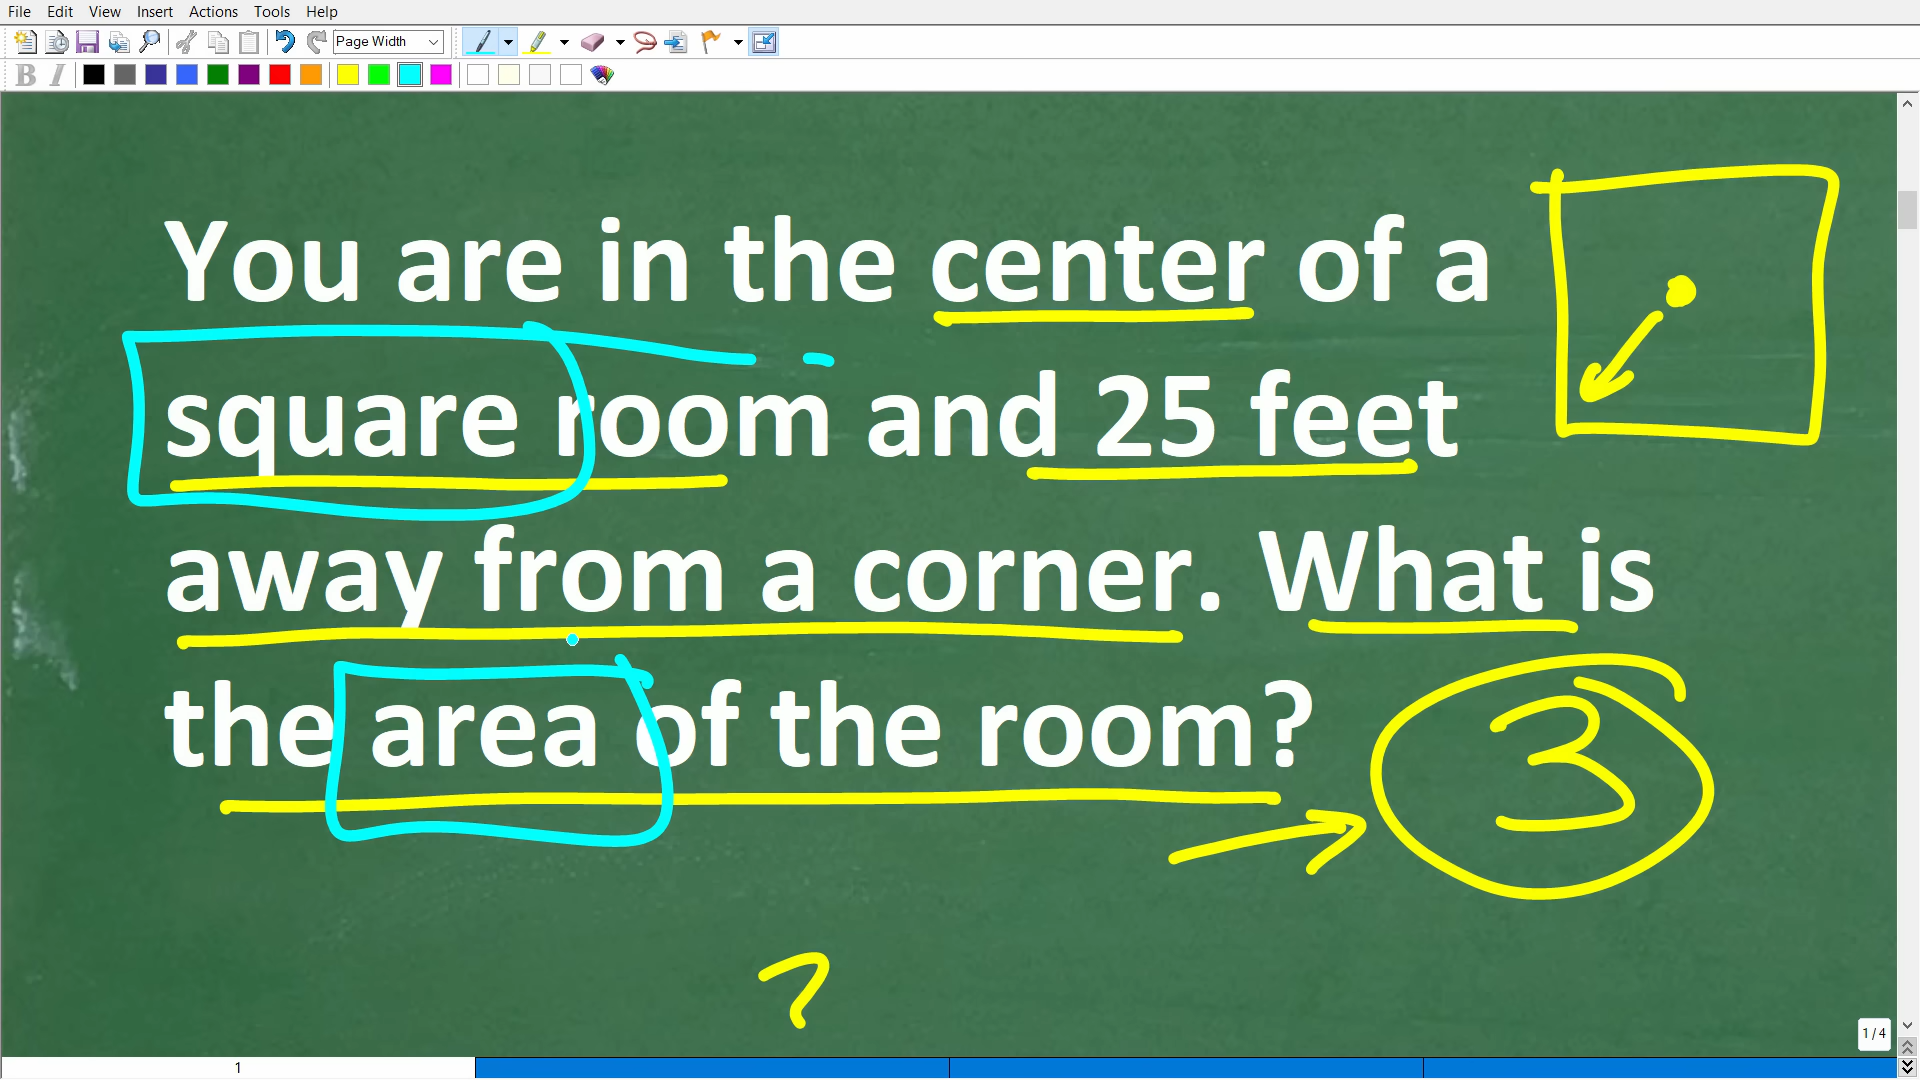 File Edit View Insert Actions Tools Help
Page Width
B I
You are in the center of a
square room and 25 feet
away from a corner. What is
the area of the room?
3
?
1 / 4
1